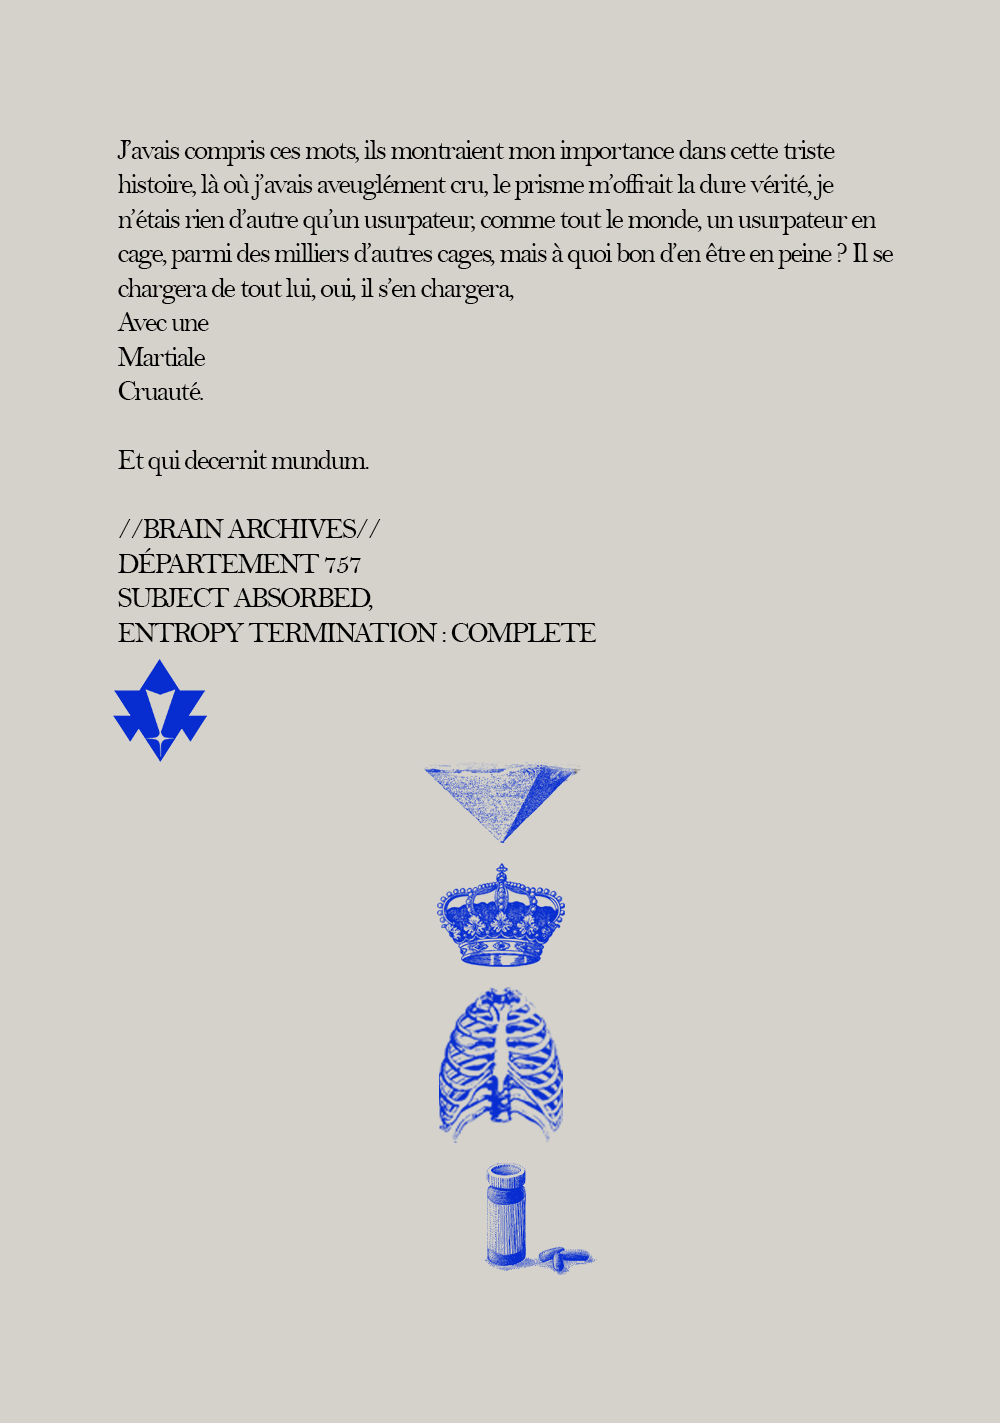 J’avais compris ces mots, ils montraient mon importance dans cette triste
histoire, là où j’avais aveuglément cru, le prisme m’offrait la dure vérité, je
n’étais rien d’autre qu’un usurpateur, comme tout le monde, un usurpateur en
cage, parmi des milliers d’autres cages, mais à quoi bon d’en être en peine ? Il se
chargera de tout lui, oui, il s’en chargera,
Avec une
Martiale
Cruauté.
Et qui decernit mundum.
//BRAIN ARCHIVES//
DÉPARTEMENT 757
SUBJECT ABSORBED,
ENTROPY TERMINATION : COMPLETE